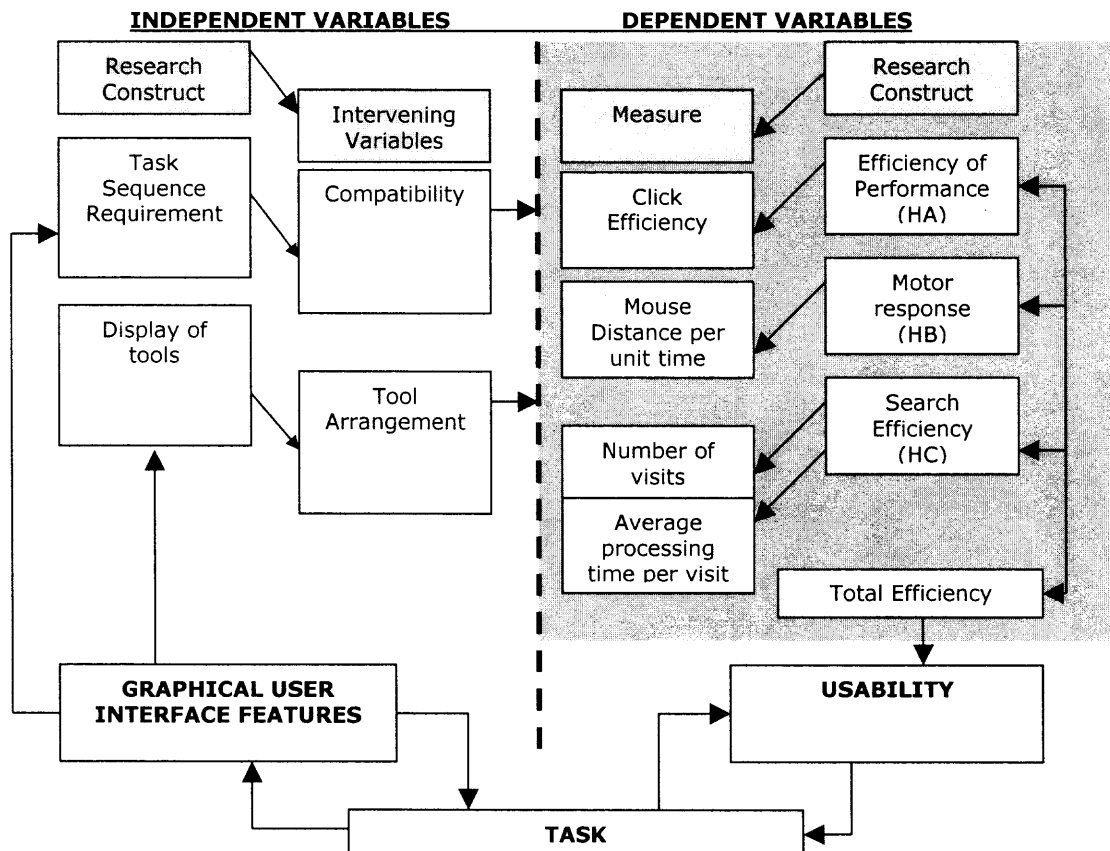 INDEPENDENT VARIABLES
DEPENDENT VARIABLES
Research
Construct
Intervening
Variables
Task
Sequence
Requirement
Compatibility
Display of
tools
Tool
Arrangement
Measure
Research
Construct
Click
Efficiency
Efficiency of
Performance
(HA)
Mouse
Distance per
unit time
Motor
response
(HB)
Number of
visits
Average
processing
time per visit
Search
Efficiency
(HC)
Total Efficiency
GRAPHICAL USER
INTERFACE FEATURES
USABILITY
TASK